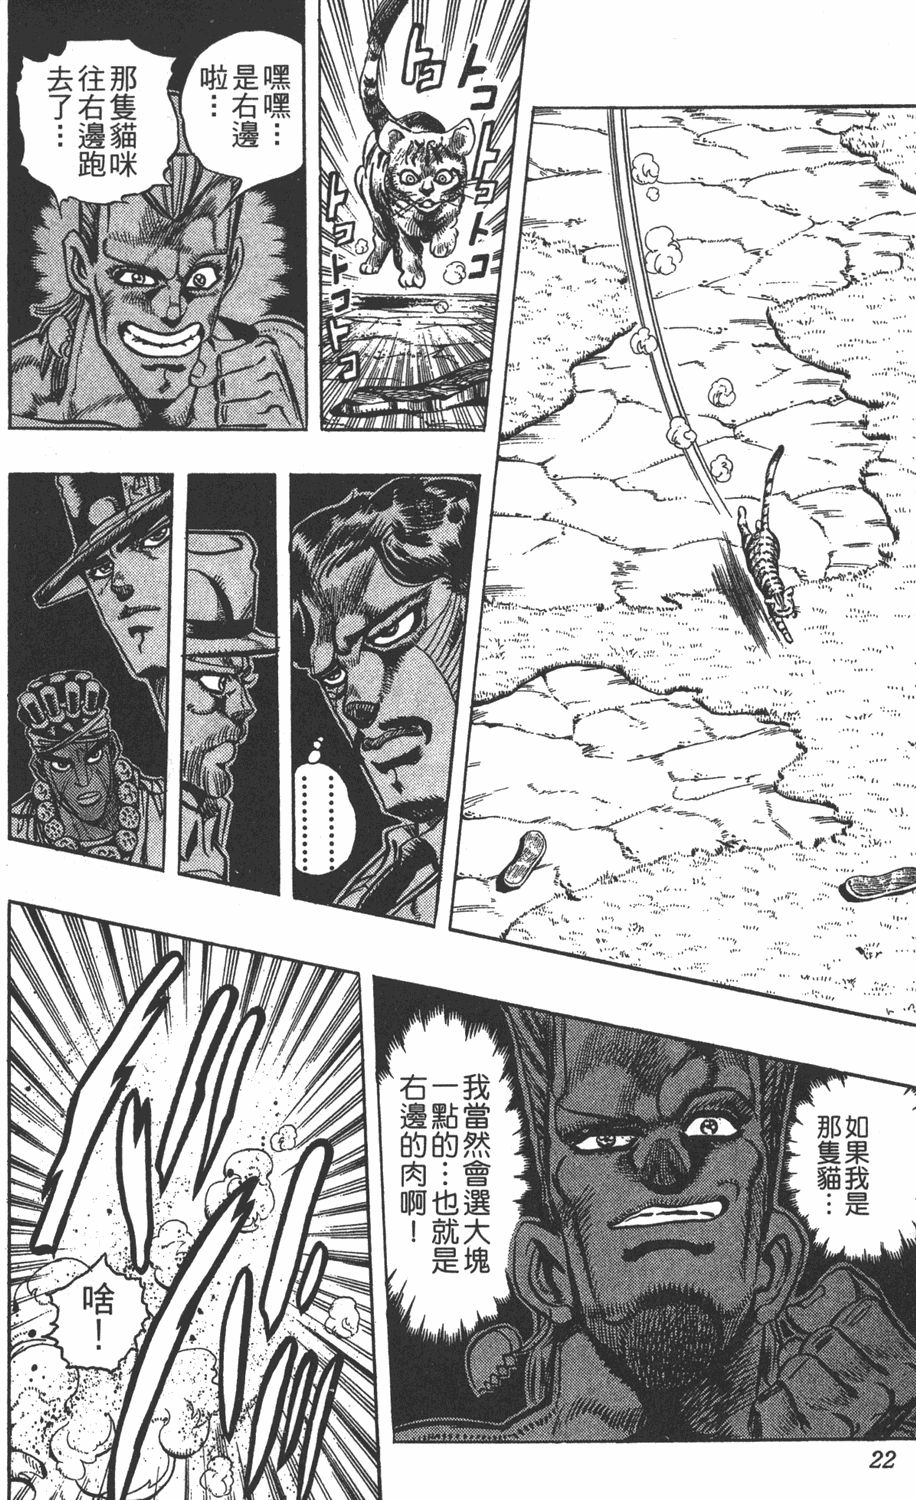 トコ
トコ
トコ
トコ
トコ
トコ
トコ
嘿嘿⋯
是右邊
啦⋯
那隻貓咪
往右邊跑
去了⋯
⋯⋯⋯⋯
⋯⋯⋯⋯
如果我是
那隻貓⋯
我當然會選大塊
一點的⋯也就是
右邊的肉啊！
啥！
22